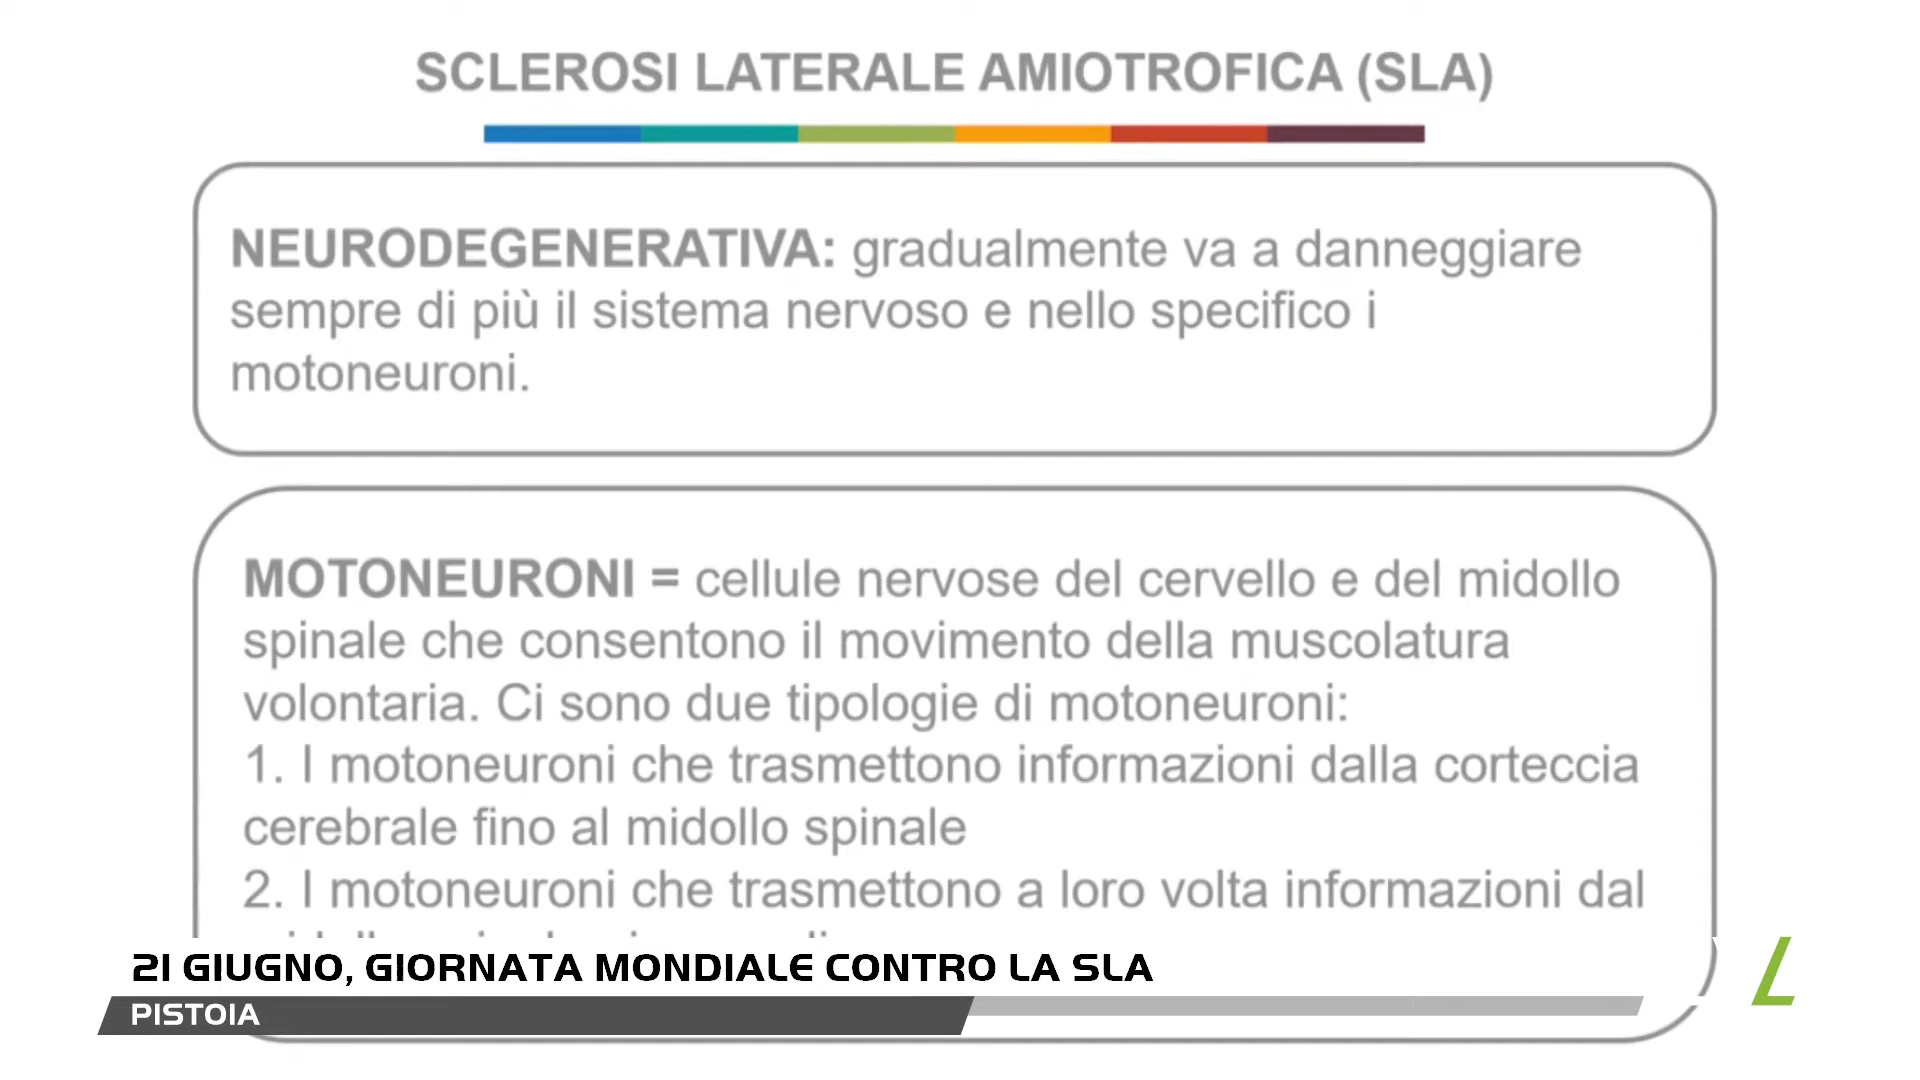 SCLEROSI LATERALE AMIOTROFICA (SLA)
NEURODEGENERATIVA: gradualmente va a danneggiare
sempre di più il sistema nervoso e nello specifico i
motoneuroni.
MOTONEURONI = cellule nervose del cervello e del midollo
spinale che consentono il movimento della muscolatura
volontaria. Ci sono due tipologie di motoneuroni:
1. I motoneuroni che trasmettono informazioni dalla corteccia
cerebrale fino al midollo spinale
2. I motoneuroni che trasmettono a loro volta informazioni dal
21 GIUGNO, GIORNATA MONDIALE CONTRO LA SLA
PISTOIA
L